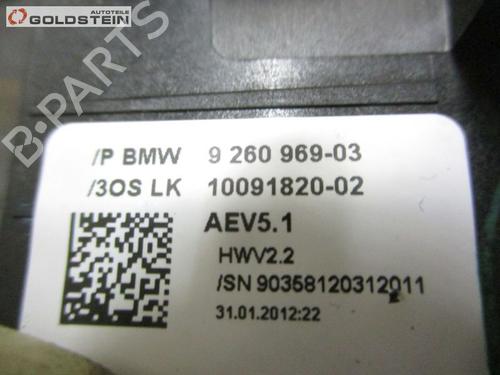 AUTOTEILE
GOLDSTEIN
B-PARTS
/P BMW 9 260 969-03
/3OS LK 10091820-02
AEV5.1
HWV2.2
/SN 90358120312011
31.01.2012:22